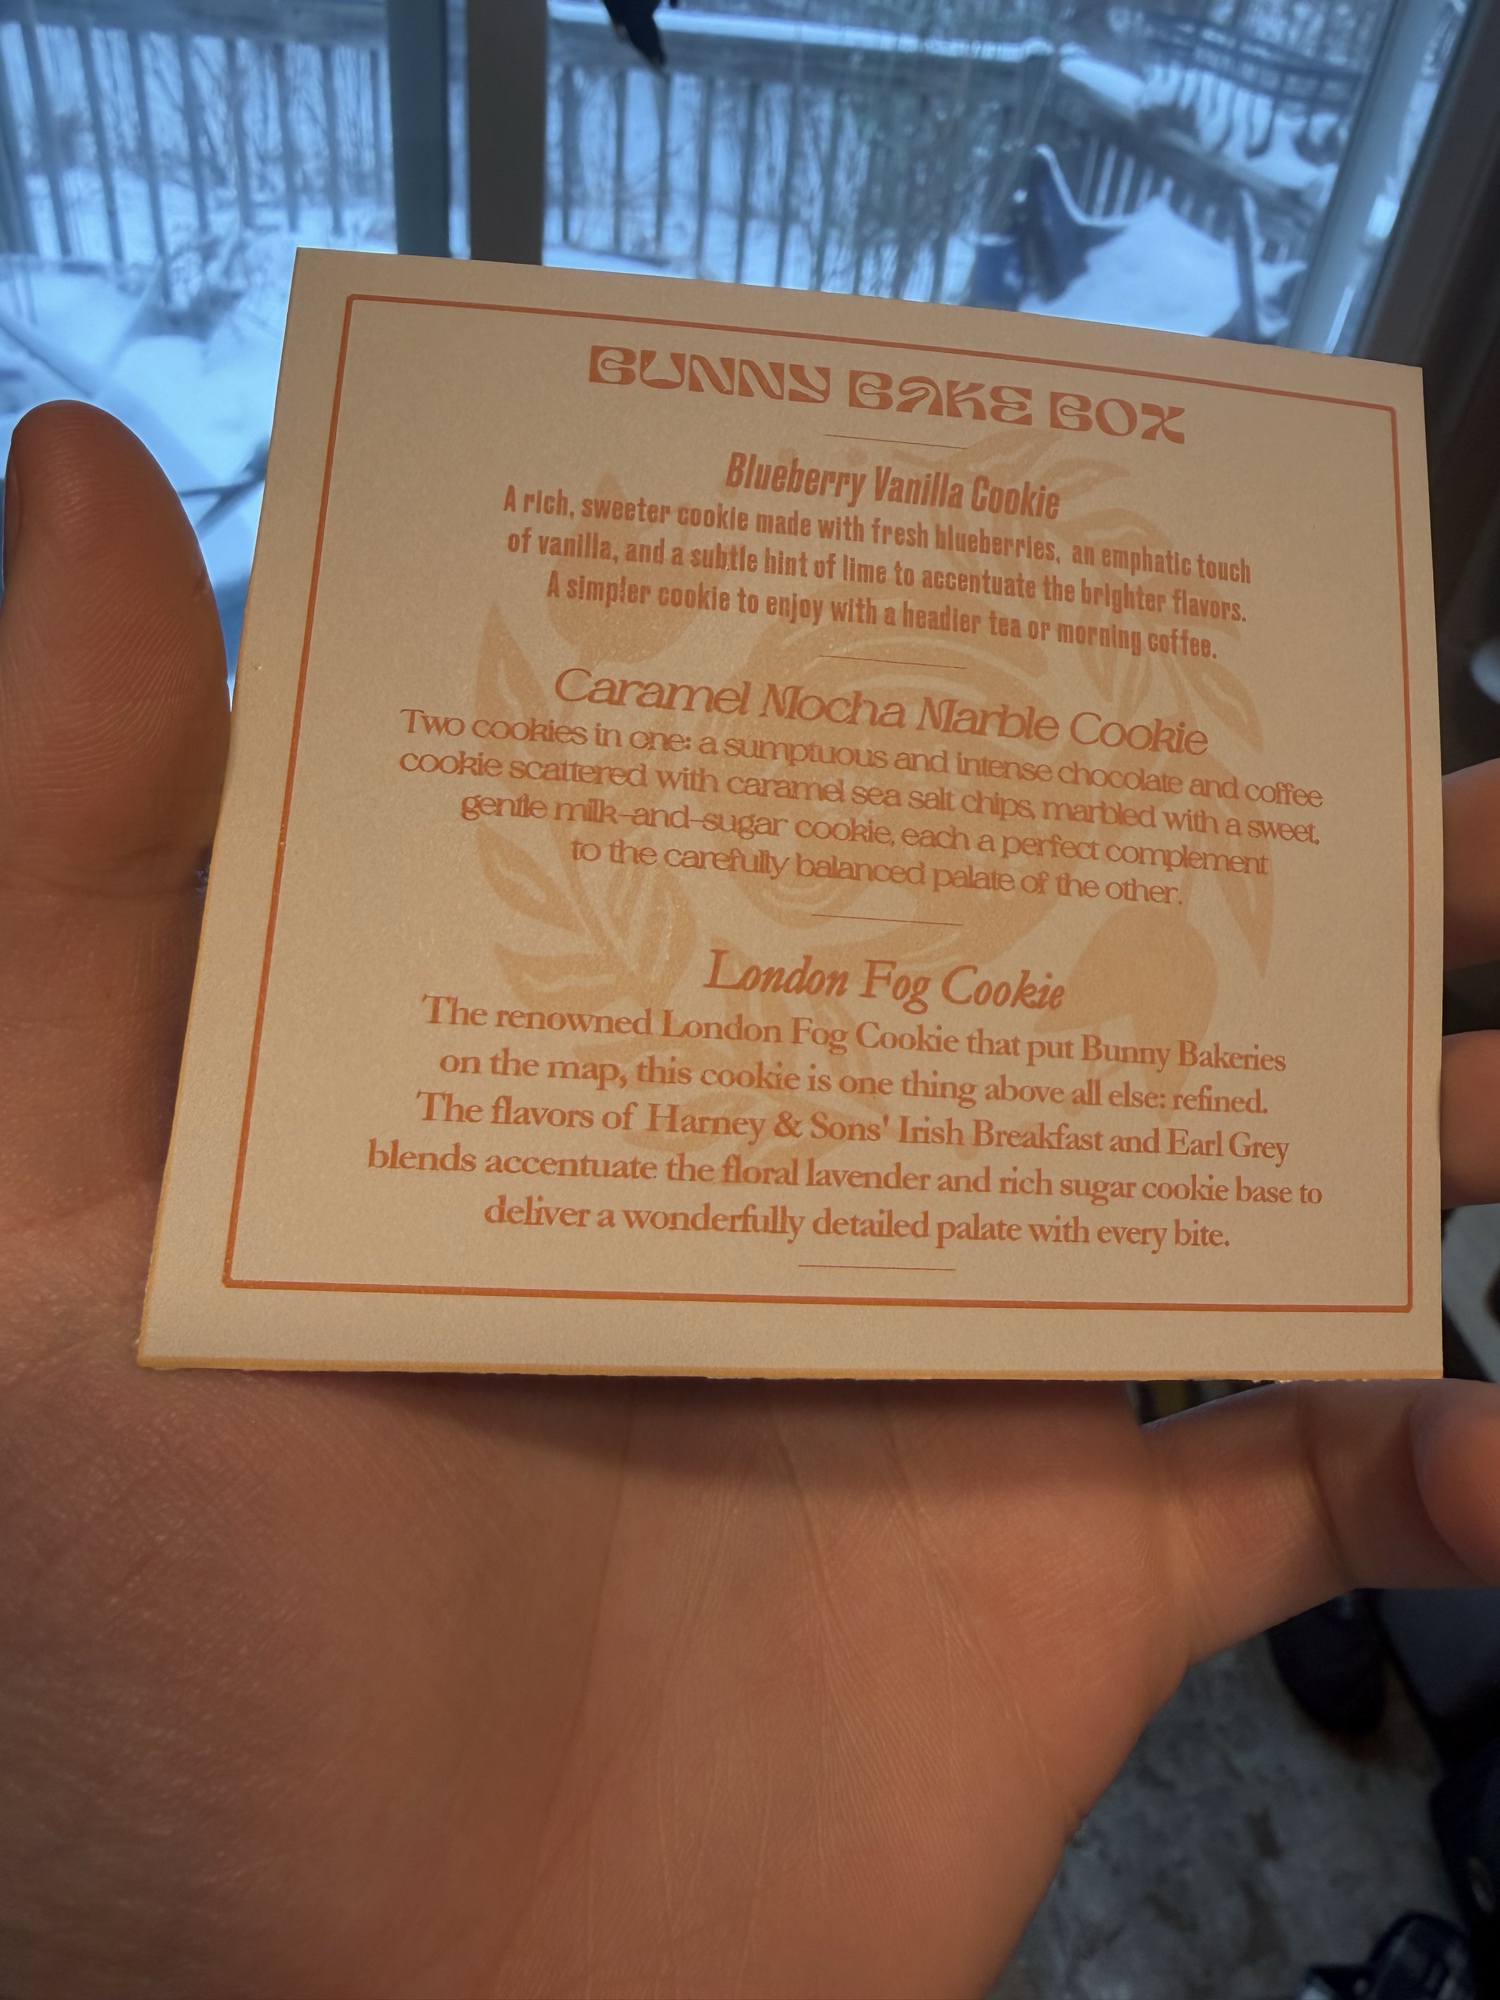 BUNNY BAKE BOX
Blueberry Vanilla Cookie
A rich, sweeter cookie made with fresh blueberries, an emphatic touch
of vanilla, and a subtle hint of lime to accentuate the brighter flavors.
A simpler cookie to enjoy with a headier tea or morning coffee.
Caramel Mocha Marble Cookie
Two cookies in one: a sumptuous and intense chocolate and coffee
cookie scattered with caramel sea salt chips, marbled with a sweet,
gentle milk-and-sugar cookie, each a perfect complement
to the carefully balanced palate of the other.
London Fog Cookie
The renowned London Fog Cookie that put Bunny Bakeries
on the map, this cookie is one thing above all else: refined.
The flavors of Harney & Sons' Irish Breakfast and Earl Grey
blends accentuate the floral lavender and rich sugar cookie base to
deliver a wonderfully detailed palate with every bite.